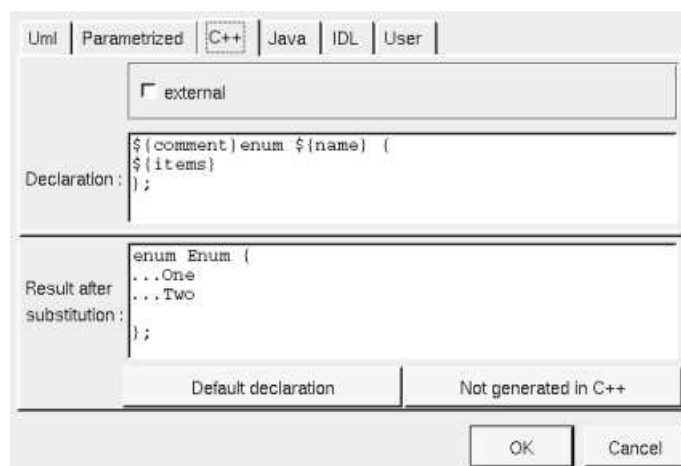 Uml Parametrized C++ Java IDL User
external
Declaration :
${comment}enum ${name} {
${items}
};
Result after
substitution :
enum Enum {
...One
...Two
};
Default declaration Not generated in C++
OK Cancel